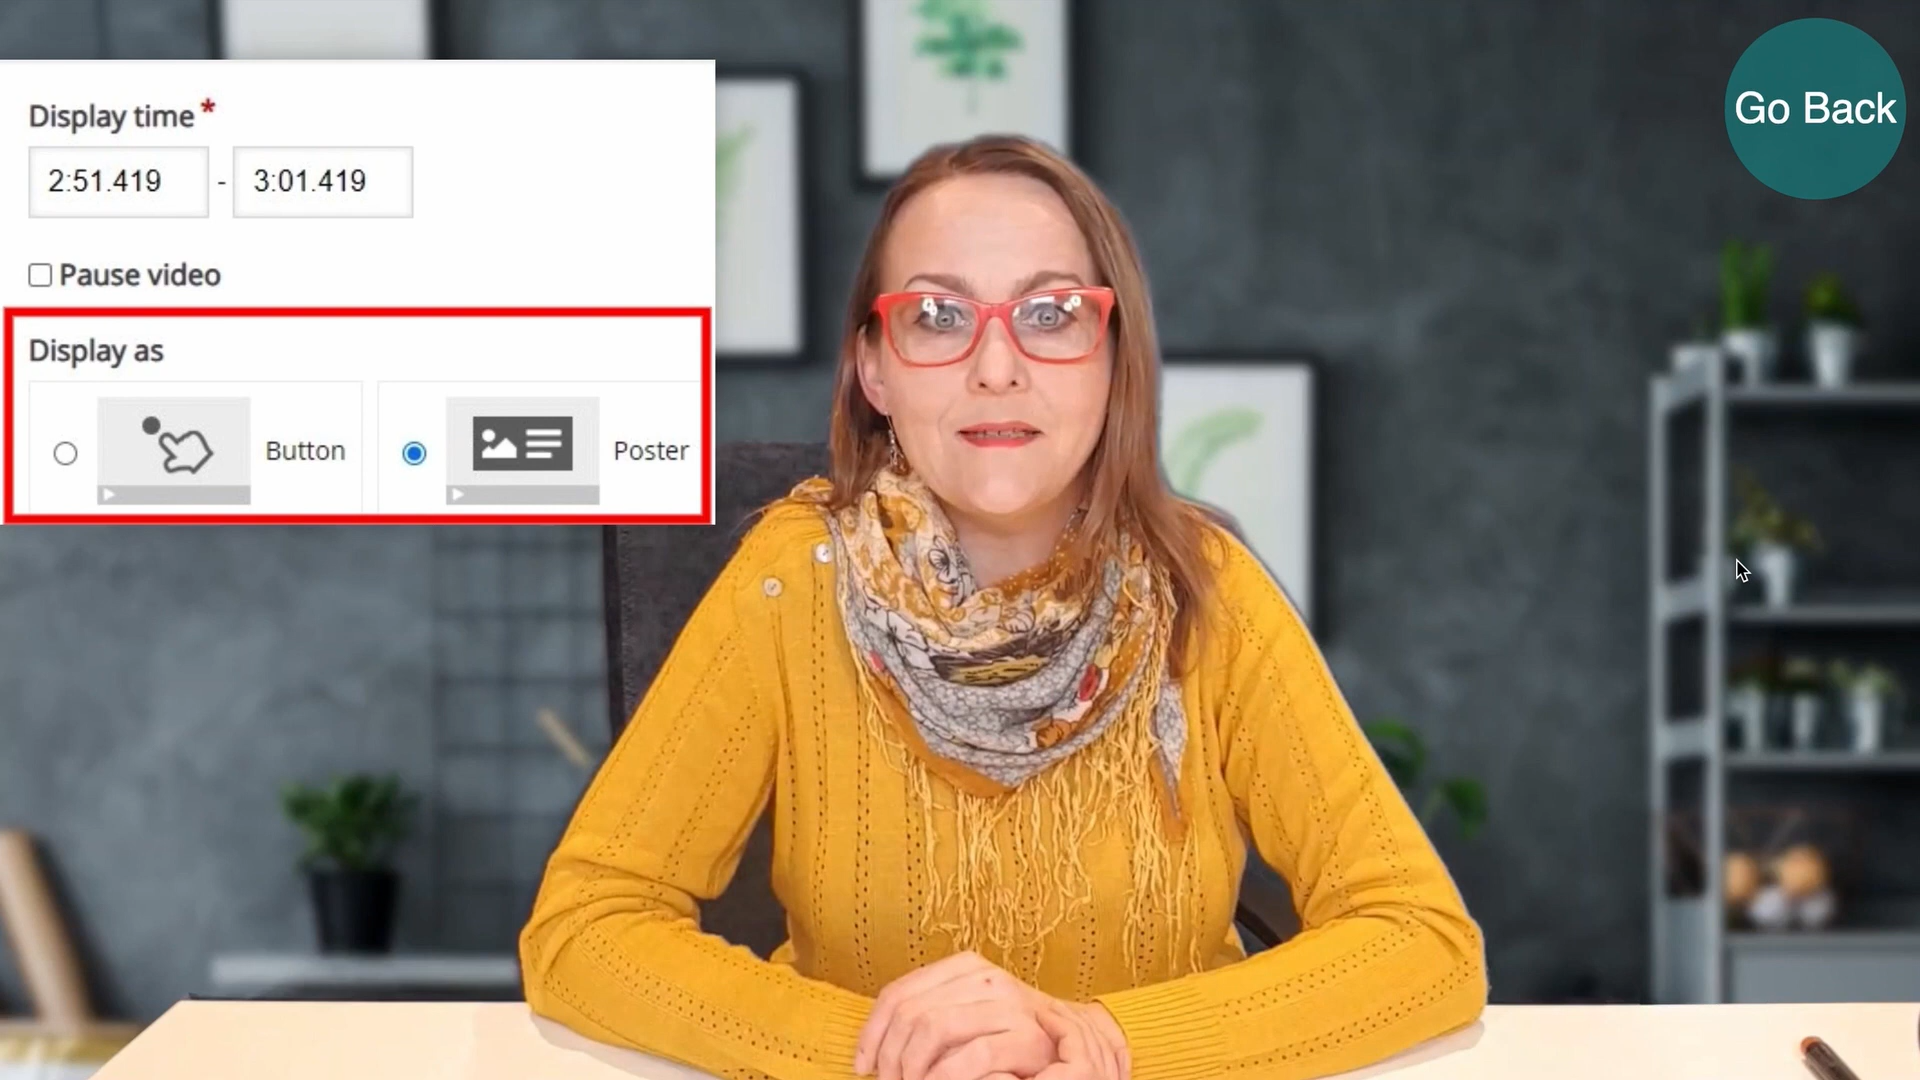 Display time *
2:51.419 - 3:01.419
Pause video
Display as
Button
Poster
Go Back